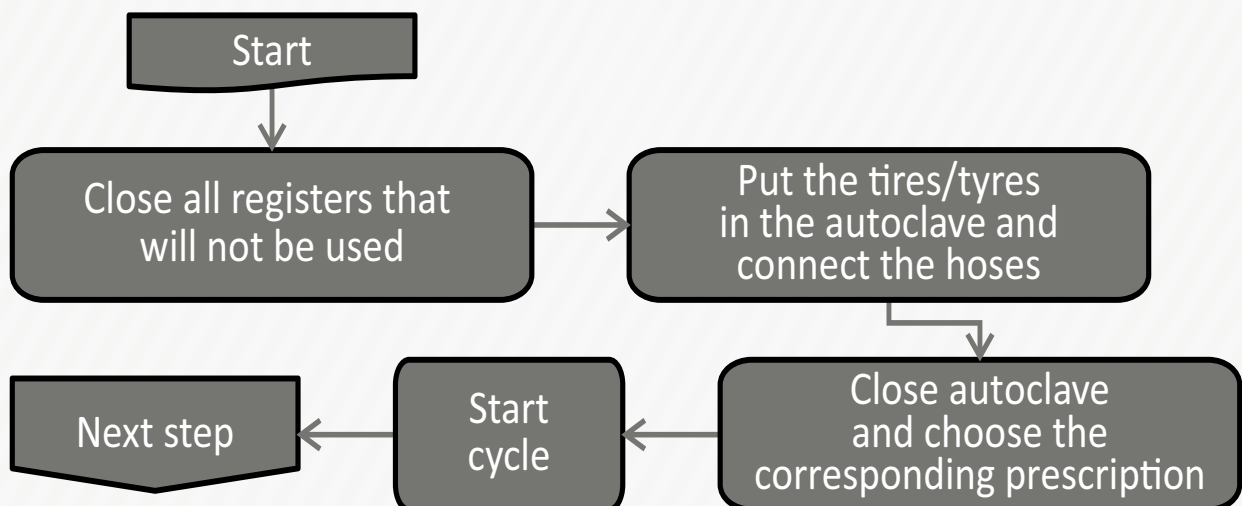 Start
Close all registers that
will not be used
Put the tires/tyres
in the autoclave and
connect the hoses
Close autoclave
and choose the
corresponding prescription
Start
cycle
Next step